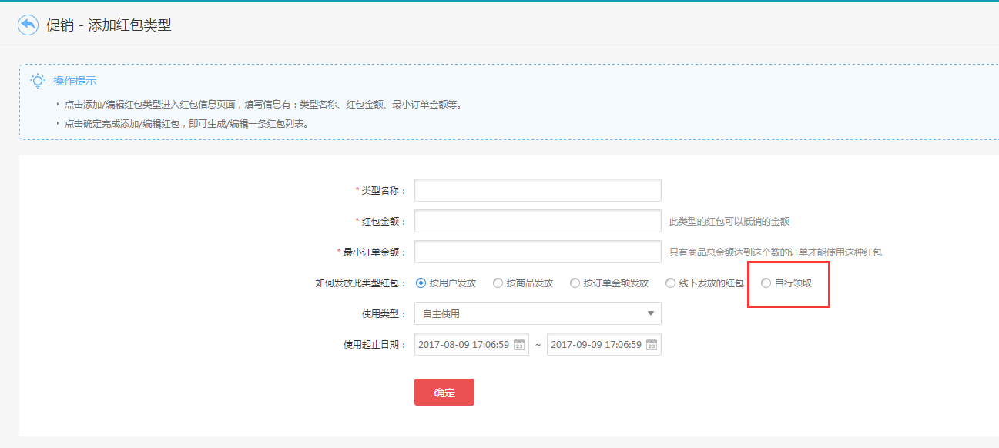 促销 - 添加红包类型
操作提示
点击添加/编辑红包类型进入红包信息页面，填写信息有：类型名称、红包金额、最小订单金额等。
点击确定完成添加/编辑红包，即可生成/编辑一条红包列表。
*类型名称：
*红包金额： 此类型的红包可以抵销的金额
*最小订单金额： 只有商品总金额达到这个数的订单才能使用这种红包
如何发放此类型红包： 按用户发放 按商品发放 按订单金额发放 线下发放的红包 自行领取
使用类型： 自主使用
使用起止日期： 2017-08-09 17:06:59 23 ~ 2017-09-09 17:06:59 23
确定